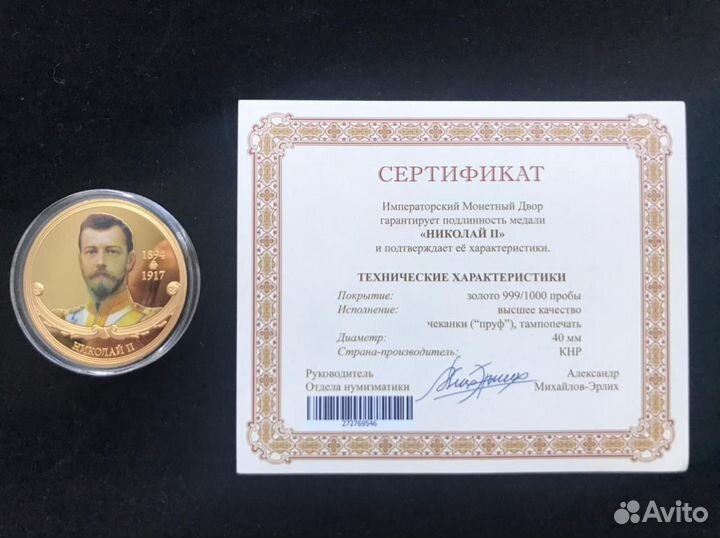 1894
1917
НИКОЛАЙ II
СЕРТИФИКАТ
Императорский Монетный Двор
гарантирует подлинность медали
«НИКОЛАЙ II»
и подтверждает её характеристики.
ТЕХНИЧЕСКИЕ ХАРАКТЕРИСТИКИ
Покрытие: золото 999/1000 пробы
Исполнение: высшее качество
чеканки (“пруф”), тампопечать
Диаметр: 40 мм
Страна-производитель: КНР
Руководитель Александр
Отдела нумизматики Михайлов-Эрлих
272769546
Avito